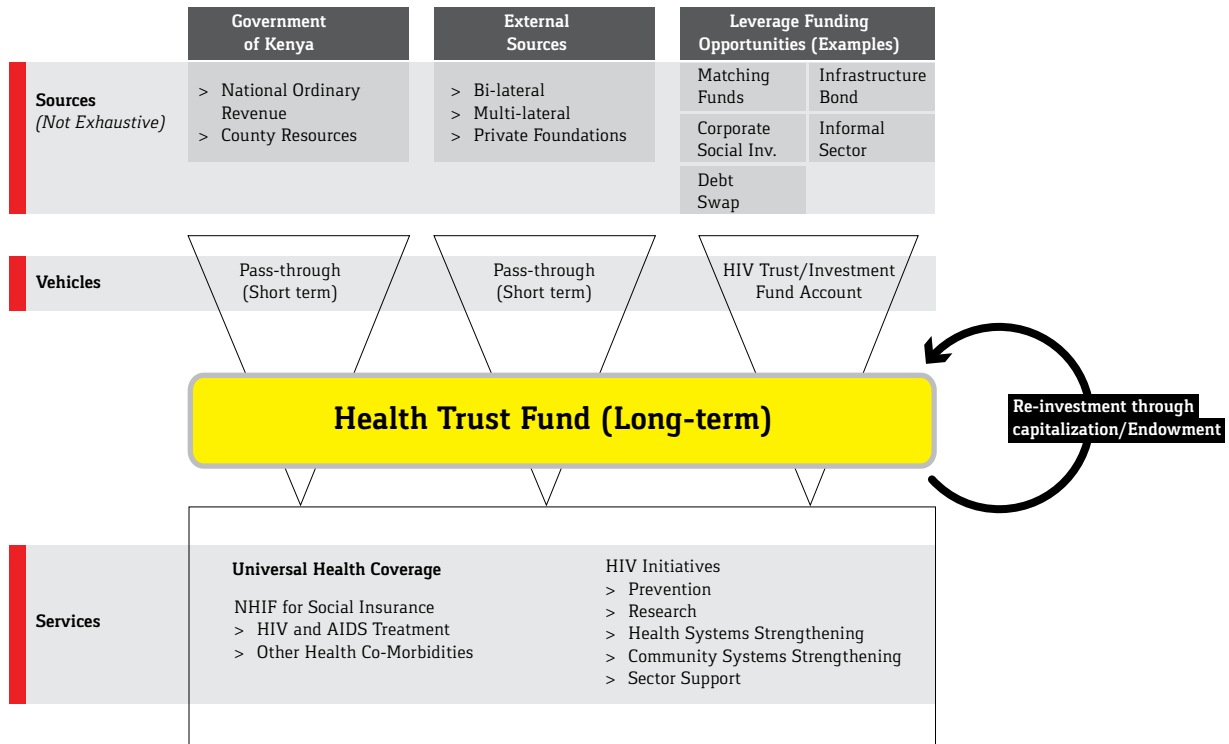 Government
of Kenya
External
Sources
Leverage Funding
Opportunities (Examples)
Sources
(Not Exhaustive)
> National Ordinary
Revenue
> County Resources
> Bi-lateral
> Multi-lateral
> Private Foundations
Matching
Funds
Infrastructure
Bond
Corporate
Social Inv.
Informal
Sector
Debt
Swap
Vehicles
Pass-through
(Short term)
Pass-through
(Short term)
HIV Trust/Investment
Fund Account
Health Trust Fund (Long-term)
Re-investment through
capitalization/Endowment
Services
Universal Health Coverage
NHIF for Social Insurance
> HIV and AIDS Treatment
> Other Health Co-Morbidities
HIV Initiatives
> Prevention
> Research
> Health Systems Strengthening
> Community Systems Strengthening
> Sector Support